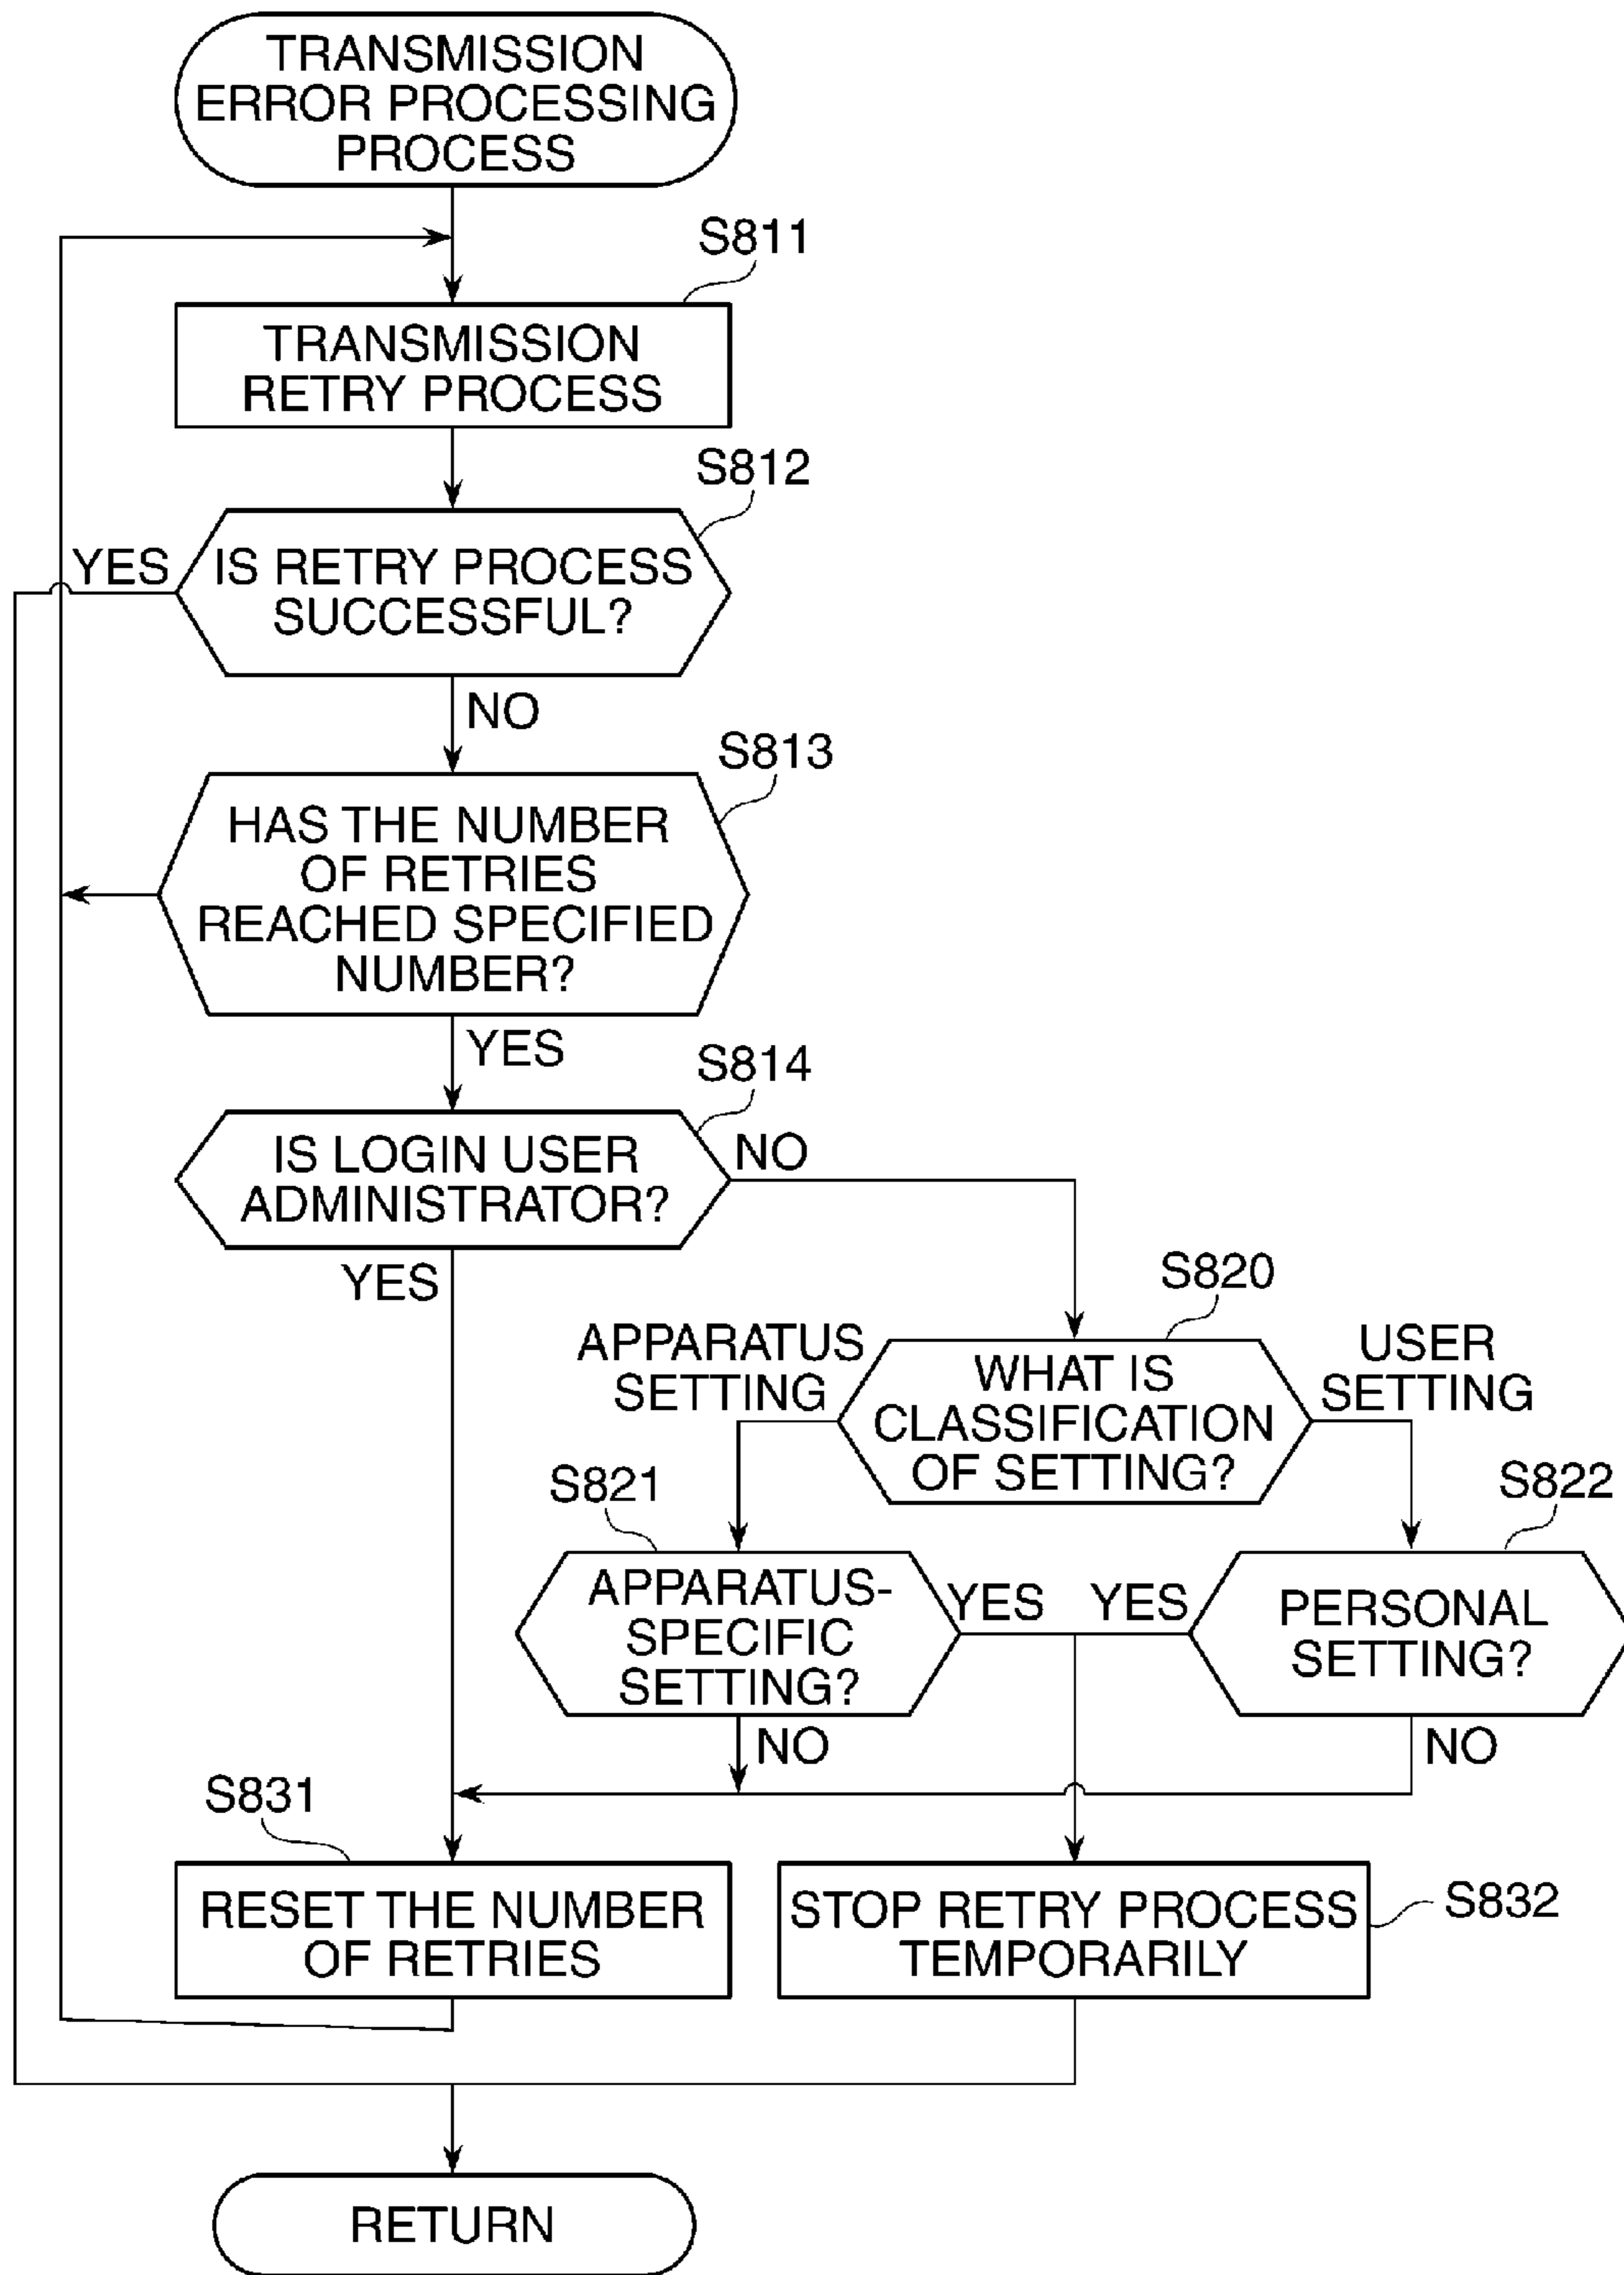 TRANSMISSION
ERROR PROCESSING
PROCESS
S811
TRANSMISSION
RETRY PROCESS
S812
YES
IS RETRY PROCESS
SUCCESSFUL?
NO
S813
HAS THE NUMBER
OF RETRIES
REACHED SPECIFIED
NUMBER?
YES
S814
IS LOGIN USER
ADMINISTRATOR?
NO
YES
S820
APPARATUS
SETTING
WHAT IS
CLASSIFICATION
OF SETTING?
USER
SETTING
S821
S822
APPARATUS-
SPECIFIC
SETTING?
YES
YES
PERSONAL
SETTING?
NO
NO
S831
RESET THE NUMBER
OF RETRIES
STOP RETRY PROCESS
TEMPORARILY
S832
RETURN